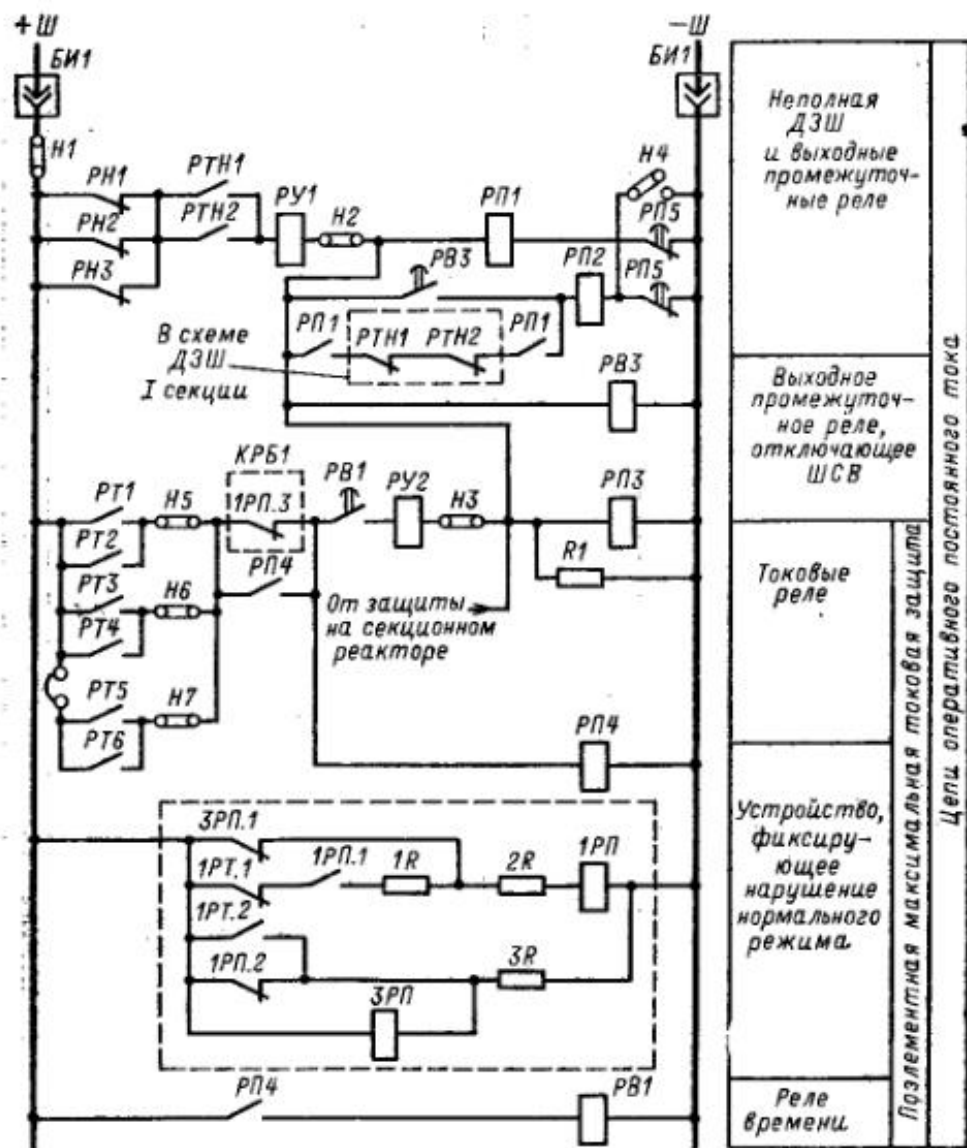 +Ш
−Ш
БИ1
БИ1
Н1
РН1
РТН1
РУ1
Н2
РП1
Н4
РП5
РН2
РТН2
РН3
РВ3
РП2
РП5
РП1
РТН1
РТН2
РП1
В схеме
ДЗШ
I секции
РВ3
КРБ1
РТ1
Н5
1РП.3
РВ1
РУ2
Н3
РП3
РТ2
R1
РТ3
Н6
РП4
РТ4
От защиты
на секционном
реакторе
РТ5
Н7
РТ6
РП4
3РП.1
1РТ.1
1РП.1
1R
2R
1РП
1РТ.2
1РП.2
3R
3РП
РП4
РВ1
Неполная
ДЗШ
и выходные
промежуточ-
ные реле
Выходное
промежуточ-
ное реле,
отключающее
ШСВ
Токовые
реле
Устройство,
фиксирую-
ющее
нарушение
нормального
режима
Реле
времени
Поэлементная максимальная токовая защита
Цепи оперативного постоянного тока